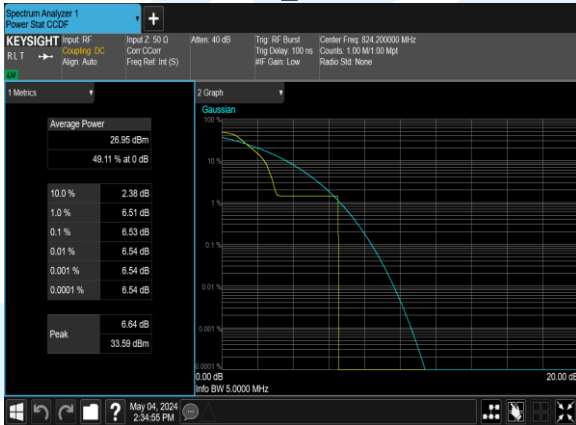 Spectrum Analyzer 1
Power Stat CCDF
+
KEYSIGHT
RLT
LXI
Input: RF
Coupling: DC
Align: Auto
Input Z: 50 Ω
Corr CCorr
Freq Ref: Int (S)
Atten: 40 dB
Trig: RF Burst
Trig Delay: 100 ns
#IF Gain: Low
Center Freq: 824.200000 MHz
Counts: 1.00 M/1.00 Mpt
Radio Std: None
1 Metrics
Average Power
26.95 dBm
49.11 % at 0 dB
10.0 % 2.38 dB
1.0 % 6.51 dB
0.1 % 6.53 dB
0.01 % 6.54 dB
0.001 % 6.54 dB
0.0001 % 6.54 dB
Peak
6.64 dB
33.59 dBm
2 Graph
Gaussian
100 %
10 %
1 %
0.1 %
0.01 %
0.001 %
0.0001 %
0.00 dB
20.00 dB
Info BW 5.0000 MHz
?
May 04, 2024
2:34:55 PM